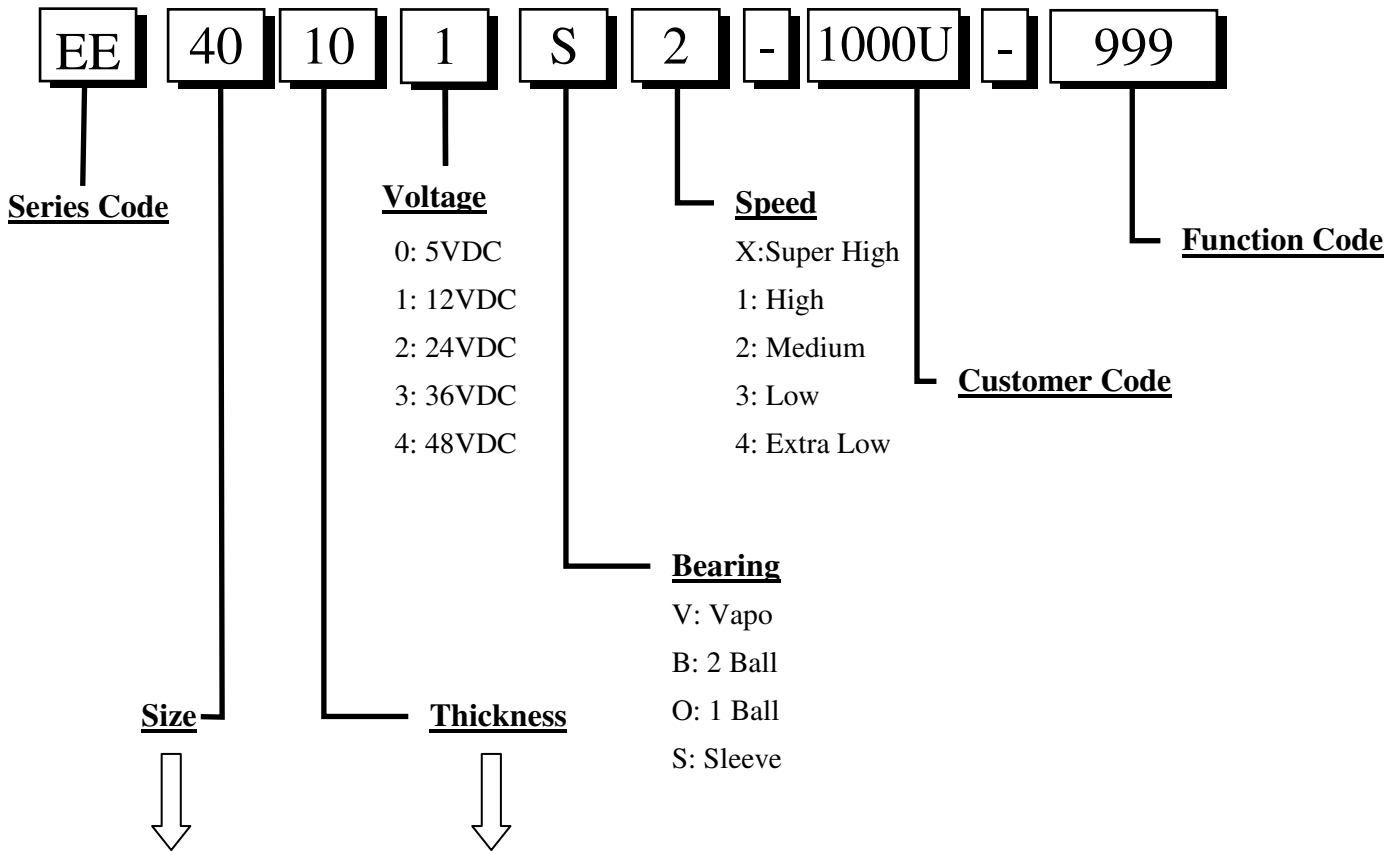 EE 40 10 1 S 2 - 1000U - 999
Series Code
Voltage
0: 5VDC
1: 12VDC
2: 24VDC
3: 36VDC
4: 48VDC
Speed
X:Super High
1: High
2: Medium
3: Low
4: Extra Low
Function Code
Customer Code
Bearing
V: Vapo
B: 2 Ball
O: 1 Ball
S: Sleeve
Size
Thickness